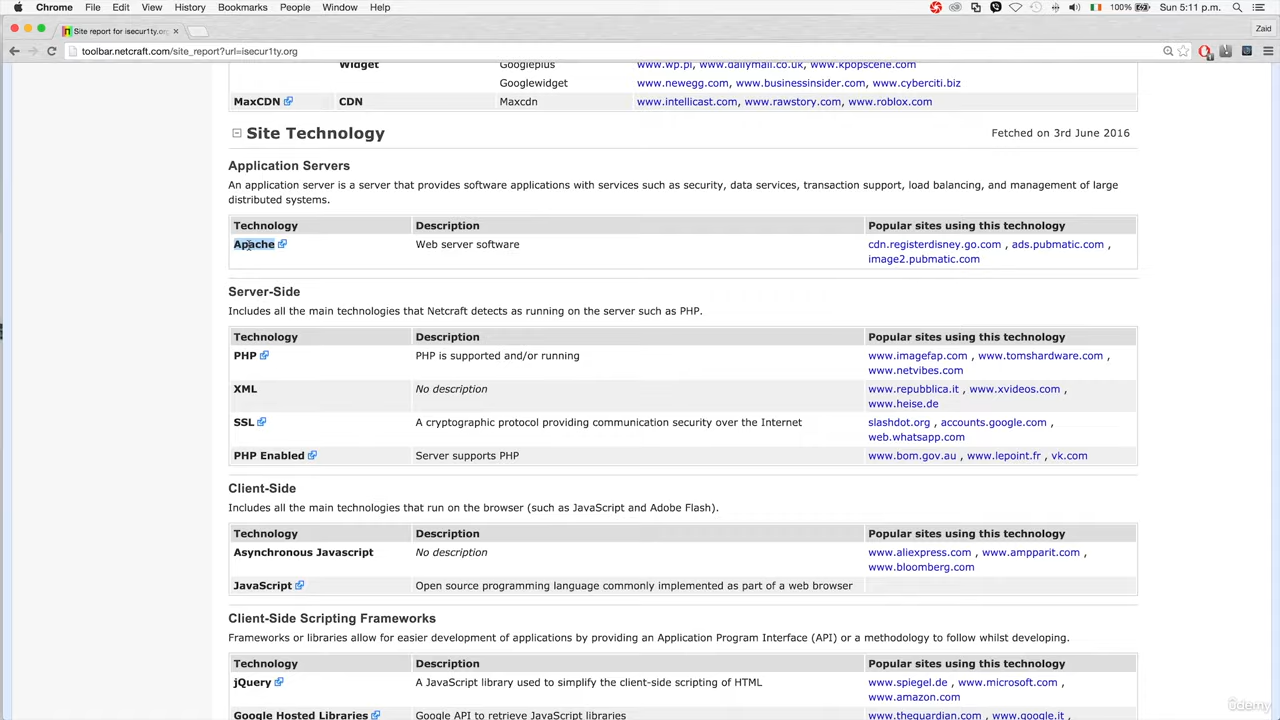 Chrome File Edit View History Bookmarks People Window Help 100% Sun 5:11 p.m.
Site report for isecur1ty.org Zaid
toolbar.netcraft.com/site_report?url=isecur1ty.org
Widget Googleplus www.wp.pl, www.dailymail.co.uk, www.kpopscene.com
Googlewidget www.newegg.com, www.businessinsider.com, www.cyberciti.biz
MaxCDN CDN Maxcdn www.intellicast.com, www.rawstory.com, www.roblox.com
Site Technology Fetched on 3rd June 2016
Application Servers
An application server is a server that provides software applications with services such as security, data services, transaction support, load balancing, and management of large
distributed systems.
Technology Description Popular sites using this technology
Apache Web server software cdn.registerdisney.go.com , ads.pubmatic.com ,
image2.pubmatic.com
Server-Side
Includes all the main technologies that Netcraft detects as running on the server such as PHP.
Technology Description Popular sites using this technology
PHP PHP is supported and/or running www.imagefap.com , www.tomshardware.com ,
www.netvibes.com
XML No description www.repubblica.it , www.xvideos.com ,
www.heise.de
SSL A cryptographic protocol providing communication security over the Internet slashdot.org , accounts.google.com ,
web.whatsapp.com
PHP Enabled Server supports PHP www.bom.gov.au , www.lepoint.fr , vk.com
Client-Side
Includes all the main technologies that run on the browser (such as JavaScript and Adobe Flash).
Technology Description Popular sites using this technology
Asynchronous Javascript No description www.aliexpress.com , www.ampparit.com ,
www.bloomberg.com
JavaScript Open source programming language commonly implemented as part of a web browser
Client-Side Scripting Frameworks
Frameworks or libraries allow for easier development of applications by providing an Application Program Interface (API) or a methodology to follow whilst developing.
Technology Description Popular sites using this technology
jQuery A JavaScript library used to simplify the client-side scripting of HTML www.spiegel.de , www.microsoft.com ,
www.amazon.com
Google Hosted Libraries Google API to retrieve JavaScript libraries www.theguardian.com , www.google.it ,
ûdemy